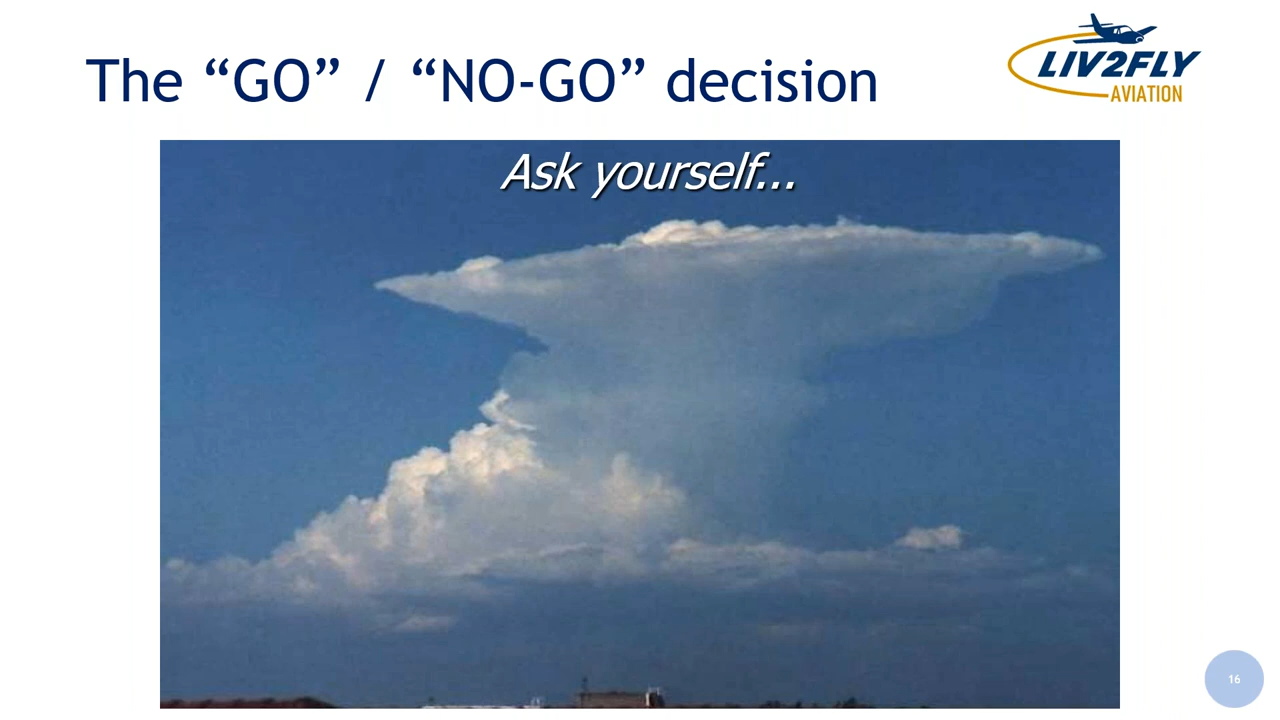 The “GO” / “NO-GO” decision
LIV2FLY
AVIATION
Ask yourself...
16